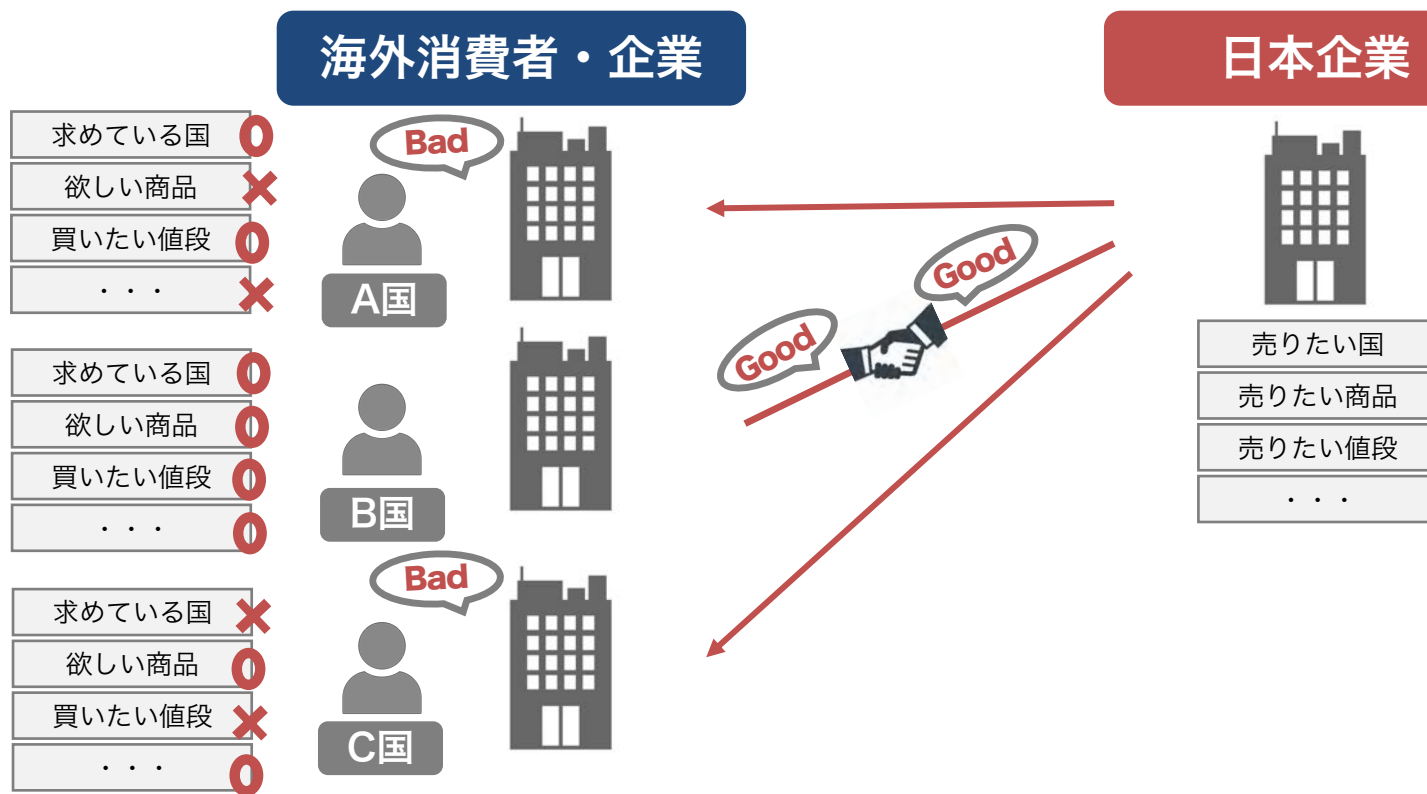 海外消費者・企業
日本企業
求めている国
欲しい商品
買いたい値段
・・・
Bad
A国
Good
Good
求めている国
欲しい商品
買いたい値段
・・・
B国
Bad
求めている国
欲しい商品
買いたい値段
・・・
C国
売りたい国
売りたい商品
売りたい値段
・・・